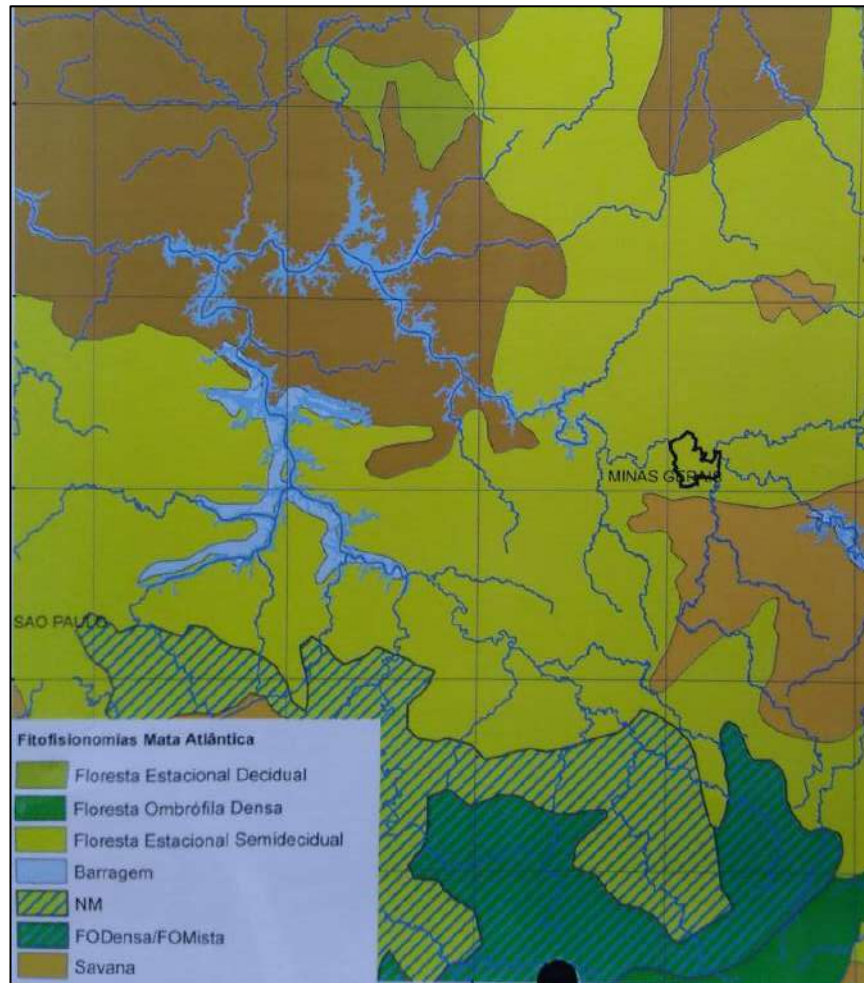 MINAS GERAIS
SAO PAULO
Fitofisionomias Mata Atlântica
Floresta Estacional Decidual
Floresta Ombrófila Densa
Floresta Estacional Semidecidual
Barragem
NM
FODensa/FOMista
Savana